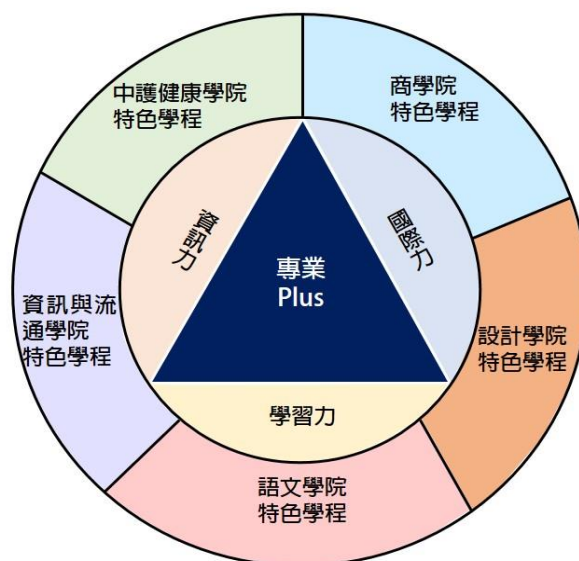 中護健康學院
特色學程
商學院
特色學程
資訊力
國際力
專業
Plus
資訊與流
通學院
特色學程
設計學院
特色學程
學習力
語文學院
特色學程